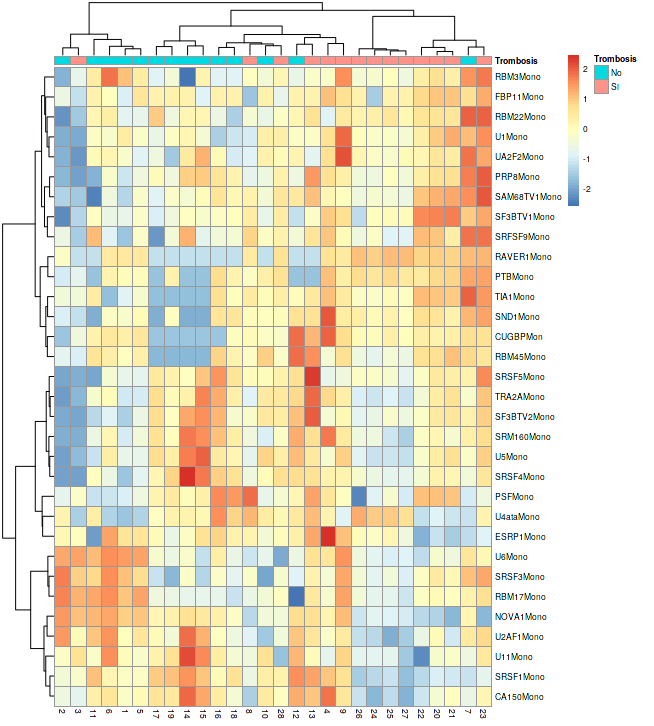 Trombosis
RBM3Mono
FBP11Mono
RBM22Mono
U1Mono
UA2F2Mono
PRP8Mono
SAM68TV1Mono
SF3BTV1Mono
SRFSF9Mono
RAVER1Mono
PTBMono
TIA1Mono
SND1Mono
CUGBPMon
RBM45Mono
SRSF5Mono
TRA2AMono
SF3BTV2Mono
SRM160Mono
U5Mono
SRSF4Mono
PSFMono
U4ataMono
ESRP1Mono
U6Mono
SRSF3Mono
RBM17Mono
NOVA1Mono
U2AF1Mono
U11Mono
SRSF1Mono
CA150Mono
2 3 11 6 1 5 17 19 14 15 16 18 8 10 28 12 13 4 9 26 24 25 27 22 20 21 7 23
2
1
0
-1
-2
Trombosis
No
SI